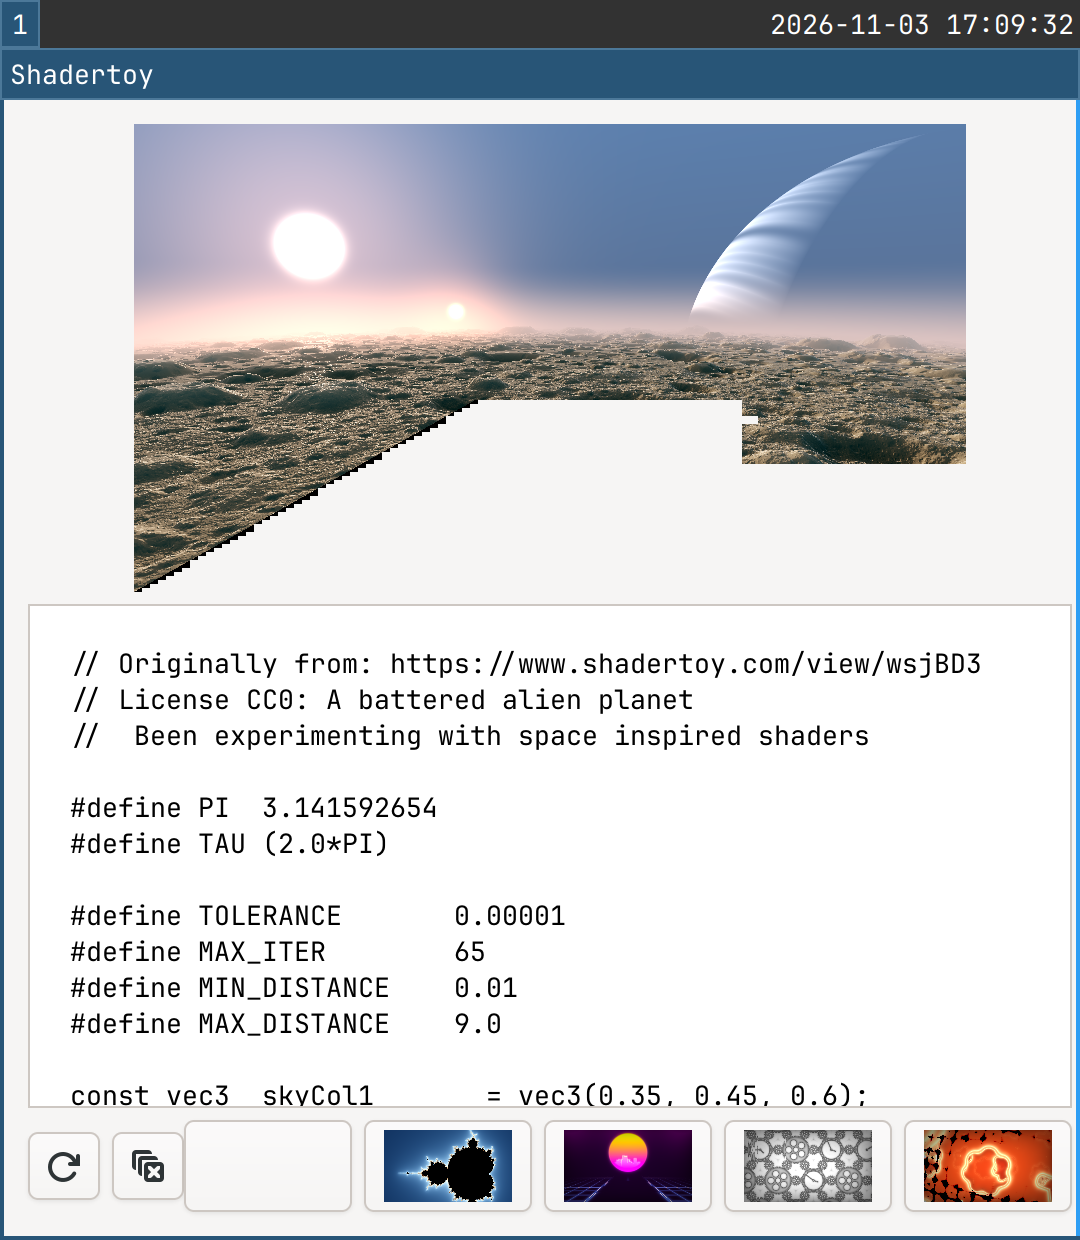 1 2026-11-03 17:09:32
Shadertoy
// Originally from: https://www.shadertoy.com/view/wsjBD3
// License CC0: A battered alien planet
//  Been experimenting with space inspired shaders
#define PI  3.141592654
#define TAU (2.0*PI)
#define TOLERANCE       0.00001
#define MAX_ITER        65
#define MIN_DISTANCE    0.01
#define MAX_DISTANCE    9.0
const vec3  skyCol1       = vec3(0.35, 0.45, 0.6);